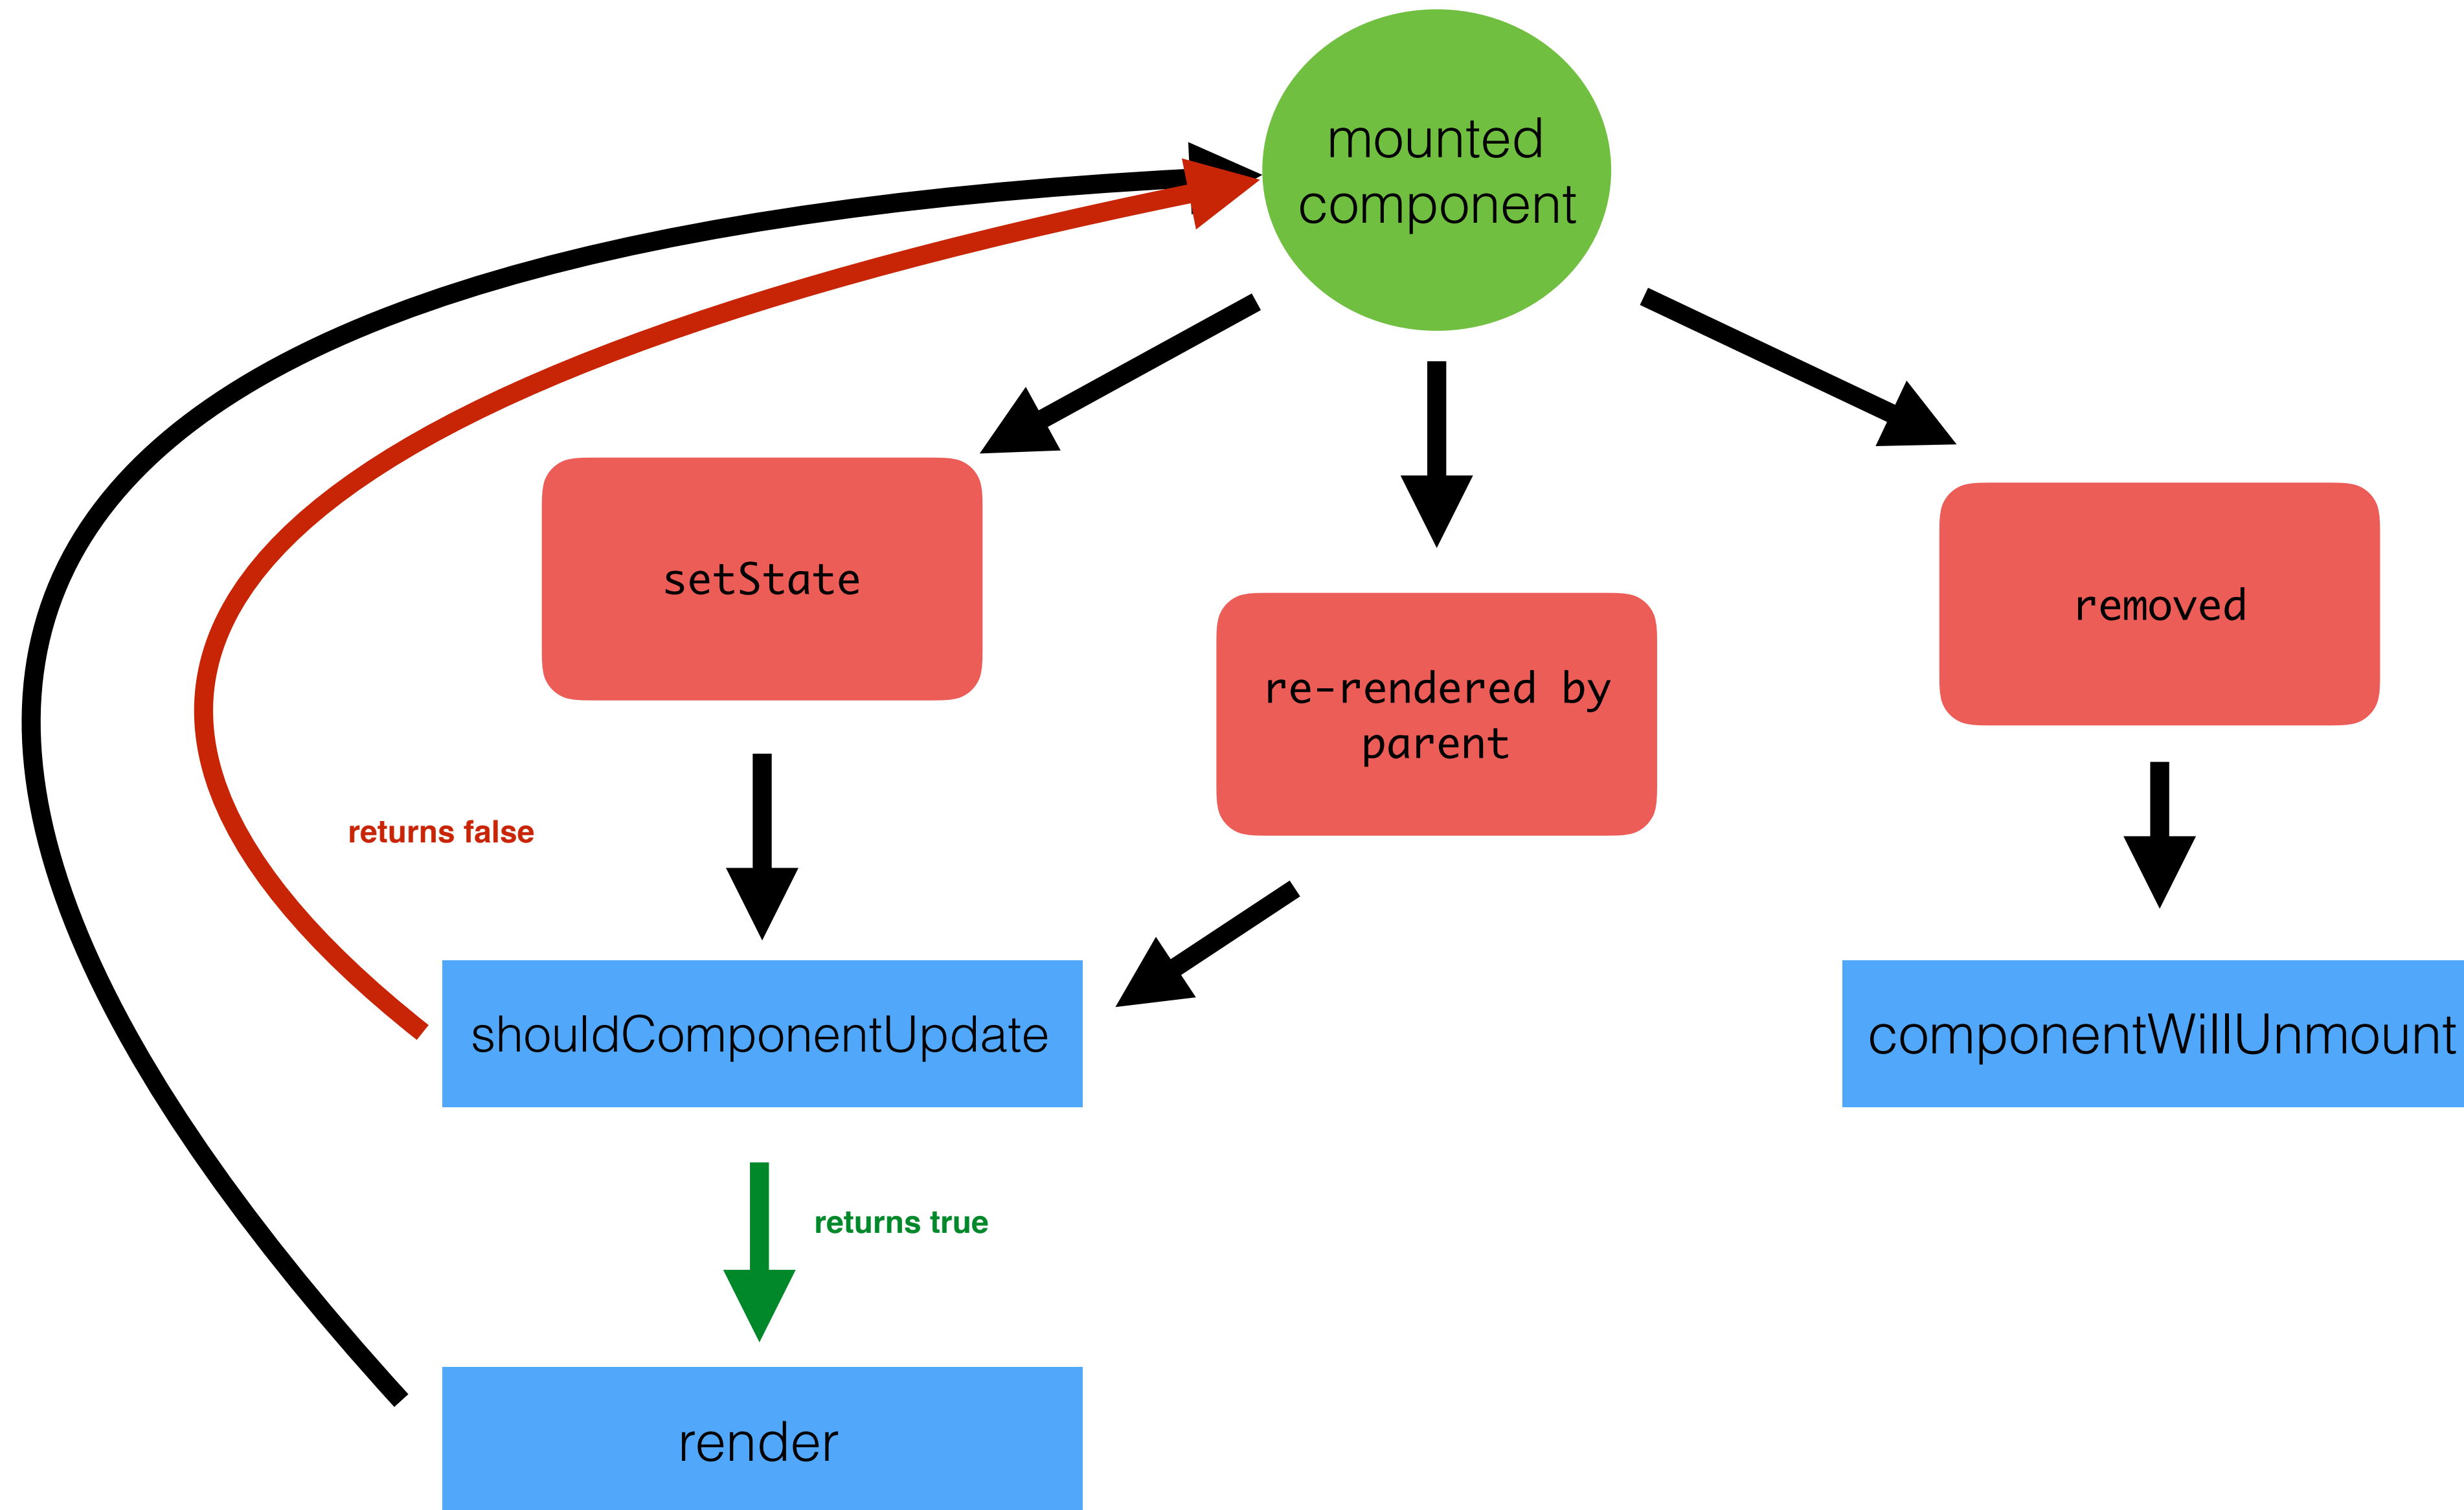 mounted
component
setState
removed
re-rendered by
parent
returns false
shouldComponentUpdate
componentWillUnmount
returns true
render